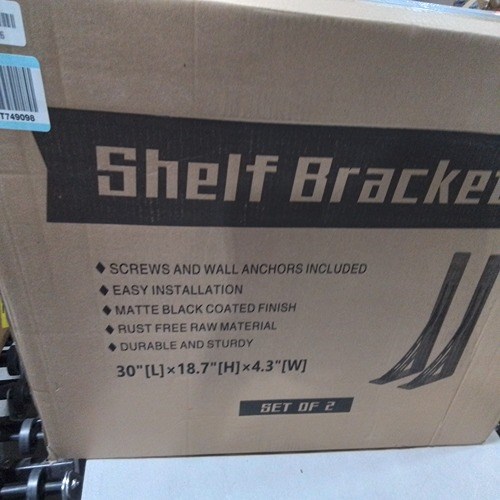 T749096
Shelf Bracket
◆ SCREWS AND WALL ANCHORS INCLUDED
◆ EASY INSTALLATION
◆ MATTE BLACK COATED FINISH
◆ RUST FREE RAW MATERIAL
◆ DURABLE AND STURDY
30"[L]×18.7"[H]×4.3"[W]
SET OF 2